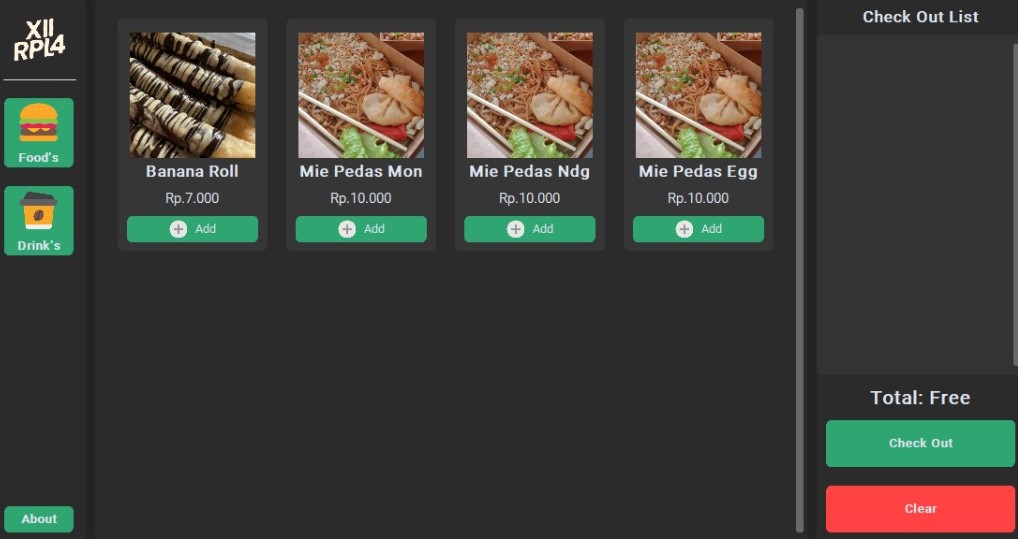 XII
RPL4
Food's
Drink's
About
Banana Roll
Rp.7.000
Add
Mie Pedas Mon
Rp.10.000
Add
Mie Pedas Ndg
Rp.10.000
Add
Mie Pedas Egg
Rp.10.000
Add
Check Out List
Total: Free
Check Out
Clear